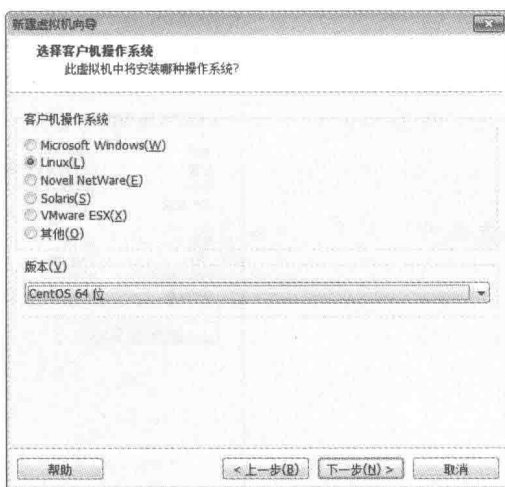 新建虚拟机向导
选择客户机操作系统
此虚拟机中将安装哪种操作系统?
客户机操作系统
Microsoft Windows(W)
Linux(L)
Novell NetWare(E)
Solaris(S)
VMware ESX(X)
其他(O)
版本(V)
CentOS 64 位
帮助
< 上一步(B)
下一步(N) >
取消